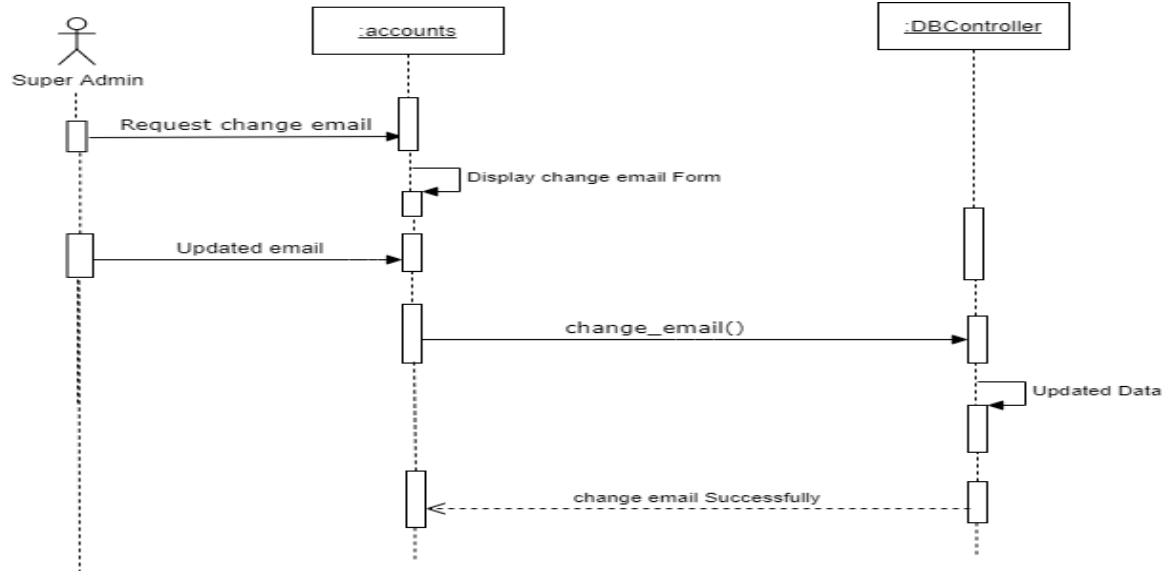 :accounts
:DBController
Super Admin
Request change email
Display change email Form
Updated email
change_email()
Updated Data
change email Successfully